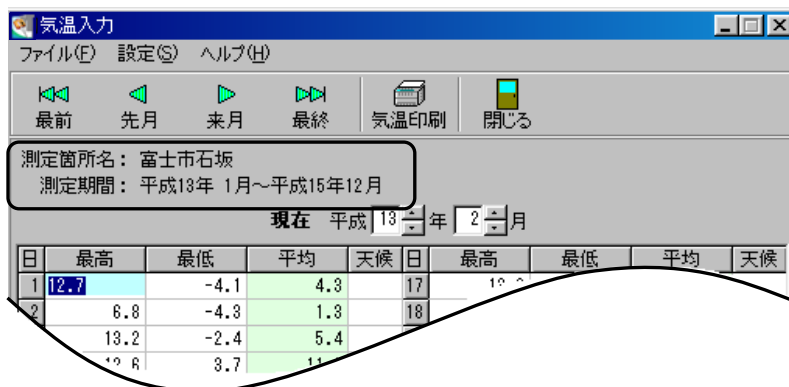 気温入力
ファイル(F) 設定(S) ヘルプ(H)
最前 先月 来月 最終 気温印刷 閉じる
測定箇所名： 富士市石坂
測定期間： 平成13年 1月～平成15年12月
現在 平成 13 年 2 月
日 最高 最低 平均 天候 日 最高 最低 平均 天候
1 12.7 -4.1 4.3 17
2 6.8 -4.3 1.3 18
13.2 -2.4 5.4
3.7